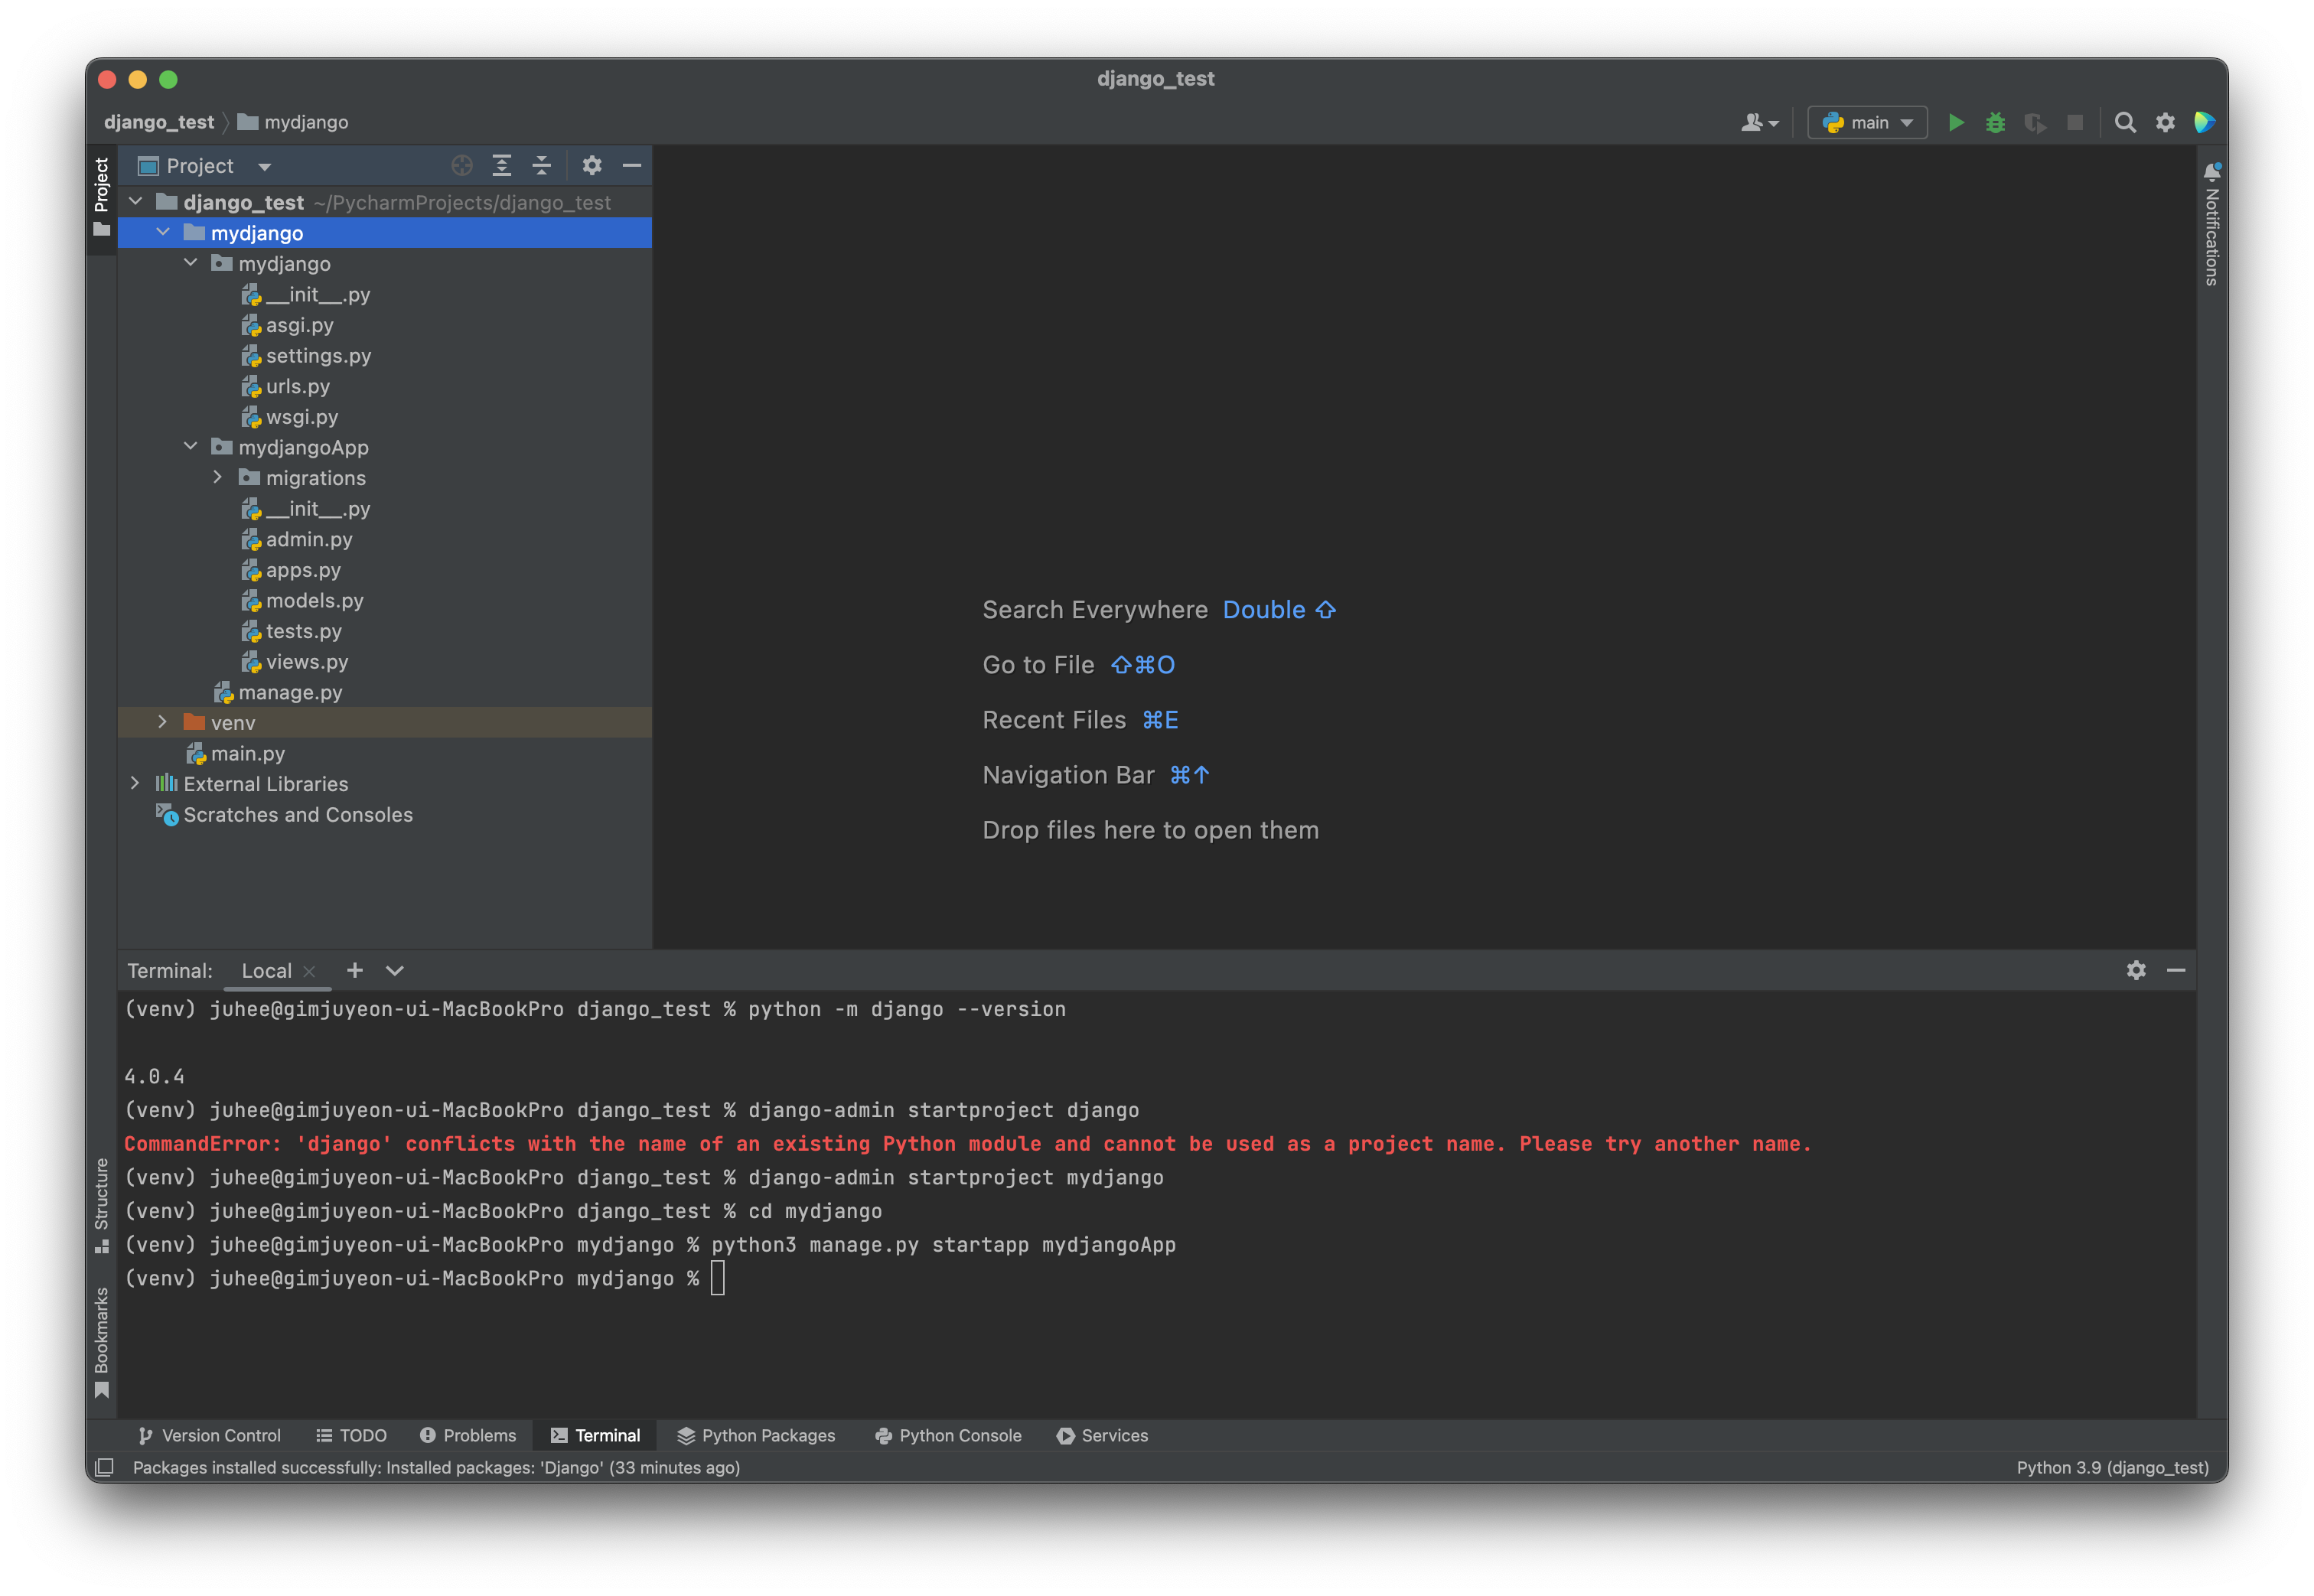 django_test
django_test mydjango
main
Project
Project
django_test ~/PycharmProjects/django_test
mydjango
mydjango
__init__.py
asgi.py
settings.py
urls.py
wsgi.py
mydjangoApp
migrations
__init__.py
admin.py
apps.py
models.py
tests.py
views.py
manage.py
venv
main.py
External Libraries
Scratches and Consoles
Search Everywhere Double ⇧
Go to File ⇧⌘O
Recent Files ⌘E
Navigation Bar ⌘↑
Drop files here to open them
Notifications
Terminal: Local
(venv) juhee@gimjuyeon-ui-MacBookPro django_test % python -m django --version
4.0.4
(venv) juhee@gimjuyeon-ui-MacBookPro django_test % django-admin startproject django
CommandError: 'django' conflicts with the name of an existing Python module and cannot be used as a project name. Please try another name.
(venv) juhee@gimjuyeon-ui-MacBookPro django_test % django-admin startproject mydjango
(venv) juhee@gimjuyeon-ui-MacBookPro django_test % cd mydjango
(venv) juhee@gimjuyeon-ui-MacBookPro mydjango % python3 manage.py startapp mydjangoApp
(venv) juhee@gimjuyeon-ui-MacBookPro mydjango %
Structure
Bookmarks
Version Control TODO Problems Terminal Python Packages Python Console Services
Packages installed successfully: Installed packages: 'Django' (33 minutes ago)
Python 3.9 (django_test)